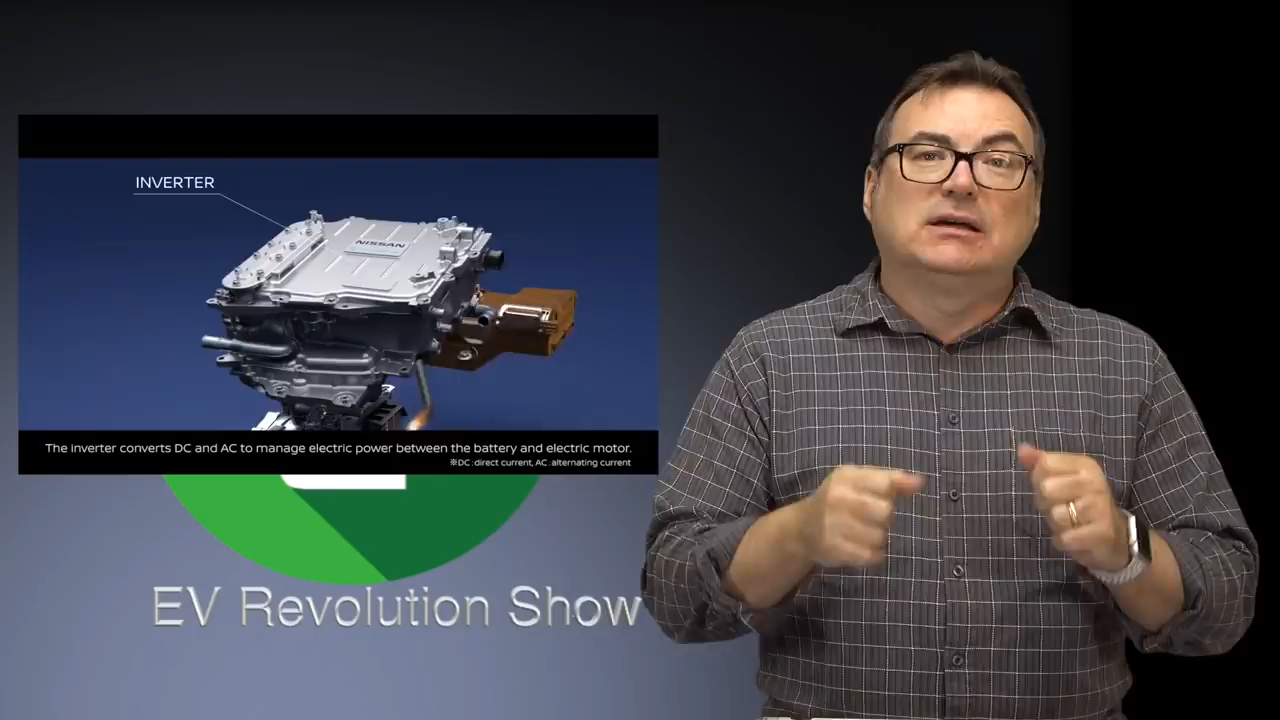 INVERTER
NISSAN
The inverter converts DC and AC to manage electric power between the battery and electric motor.
※DC :direct current, AC :alternating current
EV Revolution Show